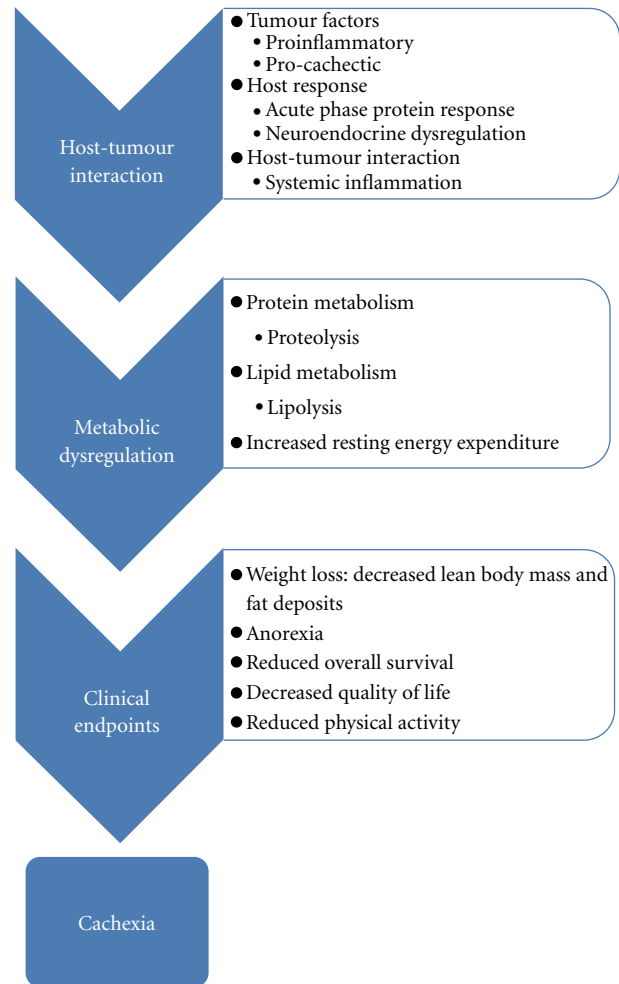 Host-tumour
interaction
● Tumour factors
• Proinflammatory
• Pro-cachectic
● Host response
• Acute phase protein response
• Neuroendocrine dysregulation
● Host-tumour interaction
• Systemic inflammation
Metabolic
dysregulation
● Protein metabolism
• Proteolysis
● Lipid metabolism
• Lipolysis
● Increased resting energy expenditure
Clinical
endpoints
● Weight loss: decreased lean body mass and
fat deposits
● Anorexia
● Reduced overall survival
● Decreased quality of life
● Reduced physical activity
Cachexia